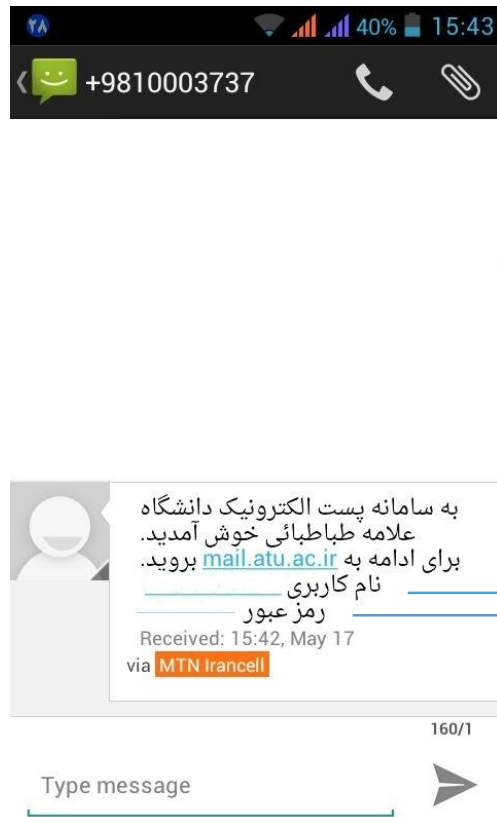 ۲۸
40%
15:43
+9810003737
به سامانه پست الکترونیک دانشگاه
علامه طباطبائی خوش آمدید.
برای ادامه به mail.atu.ac.ir بروید.
نام کاربری
رمز عبور
Received: 15:42, May 17
via MTN Irancell
160/1
Type message